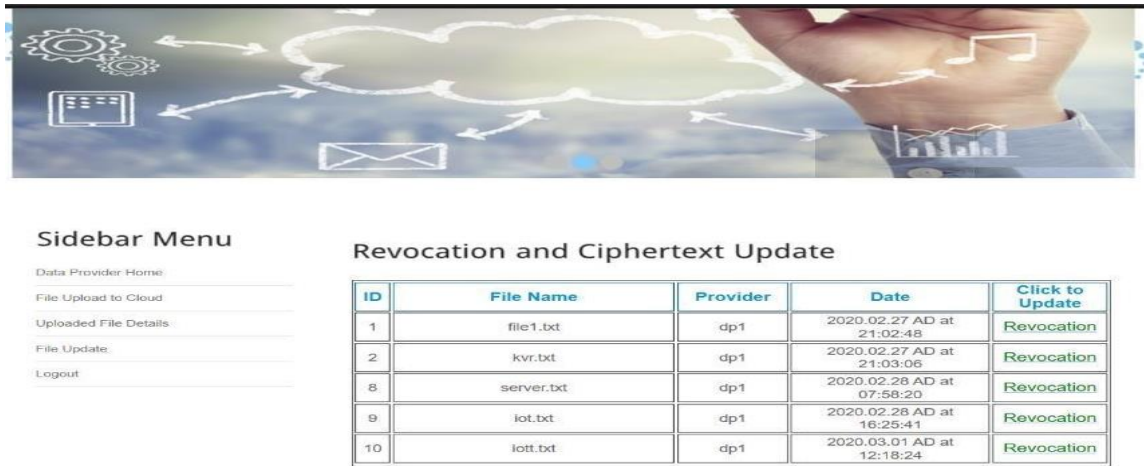 Sidebar Menu
Data Provider Home
File Upload to Cloud
Uploaded File Details
File Update
Logout
Revocation and Ciphertext Update
ID File Name Provider Date Click to Update
1 file1.txt dp1 2020.02.27 AD at 21:02:48 Revocation
2 kvr.txt dp1 2020.02.27 AD at 21:03:06 Revocation
8 server.txt dp1 2020.02.28 AD at 07:58:20 Revocation
9 iot.txt dp1 2020.02.28 AD at 16:25:41 Revocation
10 iott.txt dp1 2020.03.01 AD at 12:18:24 Revocation